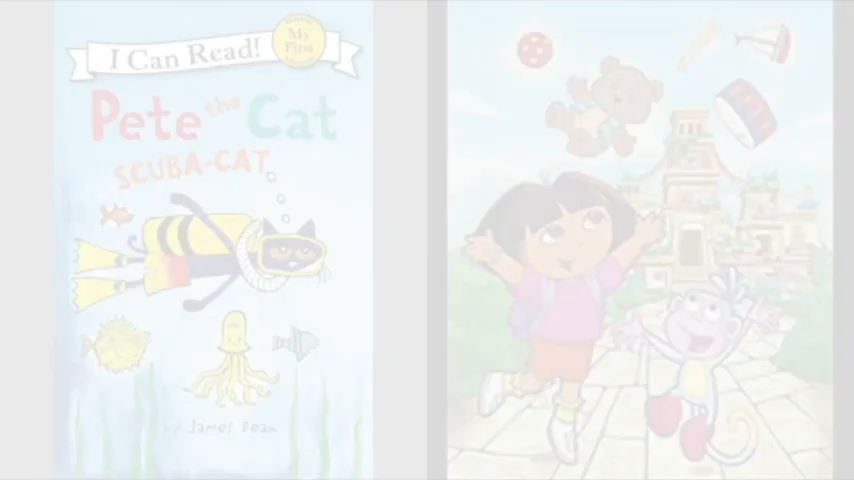 I Can Read!
My
First
Pete the Cat
SCUBA-CAT
by James Dean